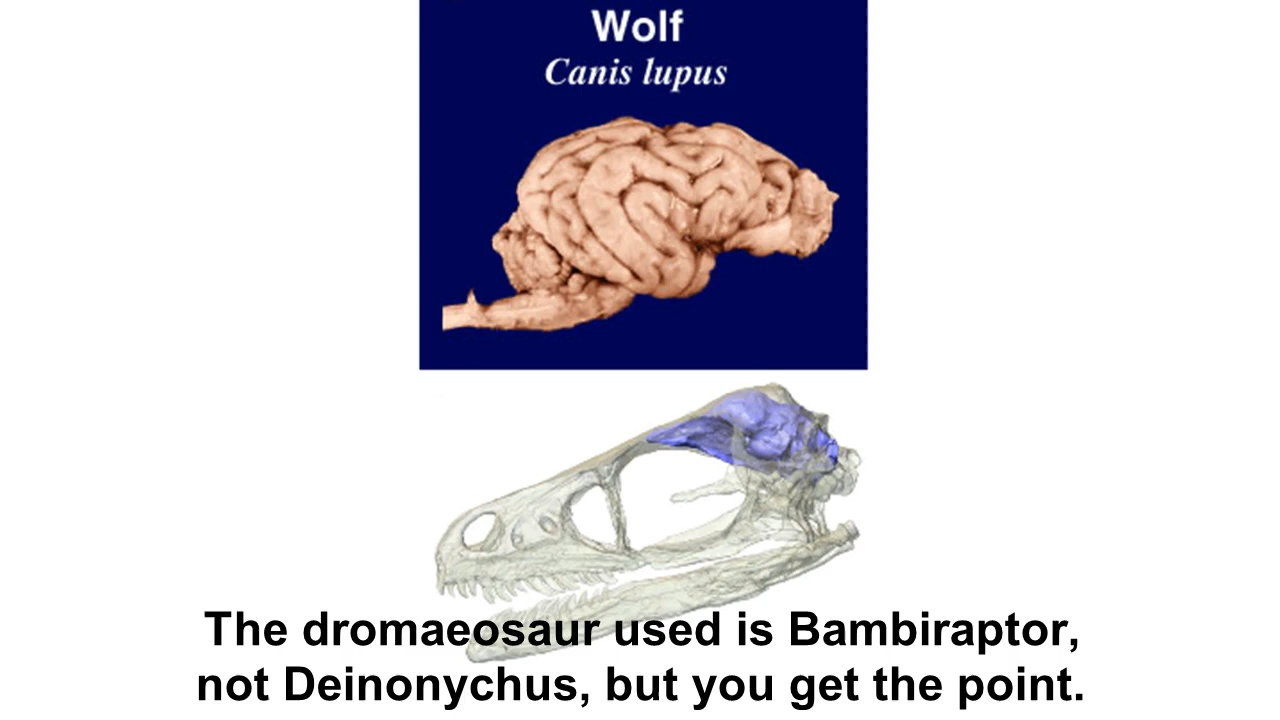 Wolf
Canis lupus
The dromaeosaur used is Bambiraptor,
not Deinonychus, but you get the point.